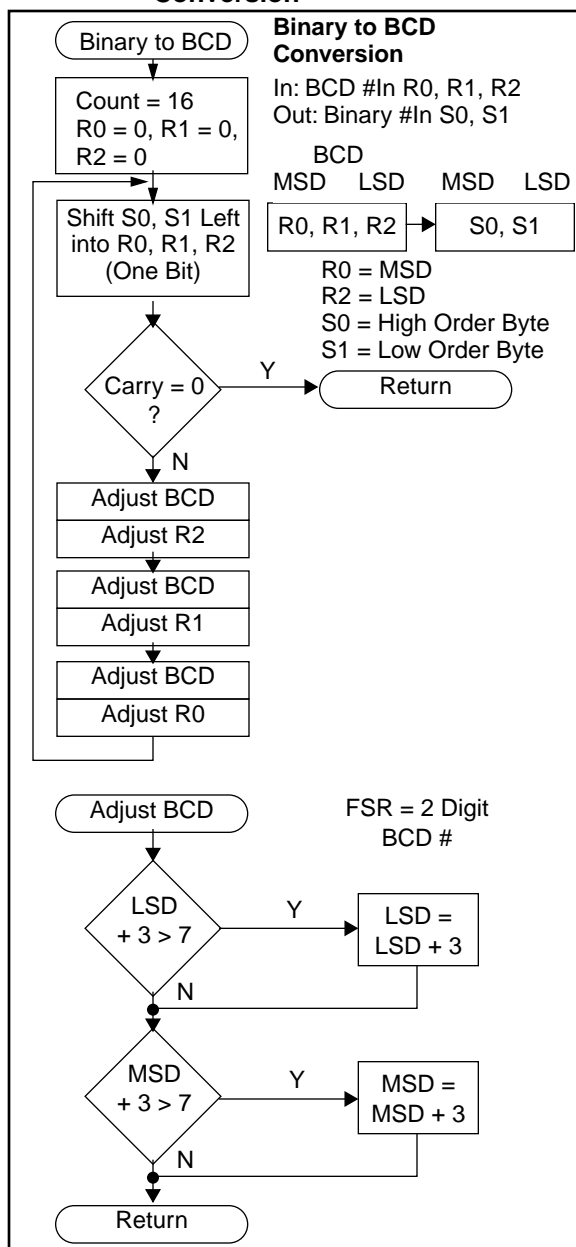 Conversion
Binary to BCD
Count = 16
R0 = 0, R1 = 0,
R2 = 0
Shift S0, S1 Left
into R0, R1, R2
(One Bit)
Carry = 0
?
Y
Return
N
Adjust BCD
Adjust R2
Adjust BCD
Adjust R1
Adjust BCD
Adjust R0
Binary to BCD
Conversion
In: BCD #In R0, R1, R2
Out: Binary #In S0, S1
BCD
MSD LSD MSD LSD
R0, R1, R2 S0, S1
R0 = MSD
R2 = LSD
S0 = High Order Byte
S1 = Low Order Byte
Adjust BCD
FSR = 2 Digit
BCD #
LSD
+ 3 > 7
Y
LSD =
LSD + 3
N
MSD
+ 3 > 7
Y
MSD =
MSD + 3
N
Return